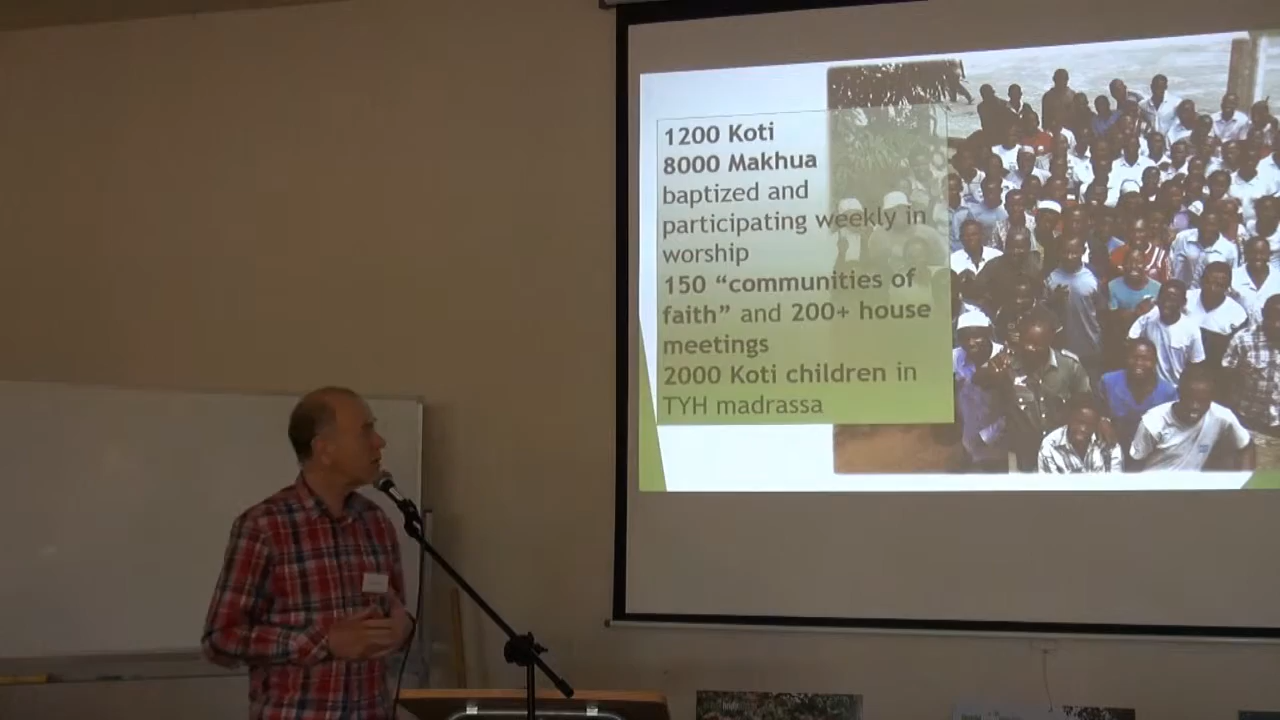 1200 Koti
8000 Makhua
baptized and
participating weekly in
worship
150 “communities of
faith” and 200+ house
meetings
2000 Koti children in
TYH madrassa